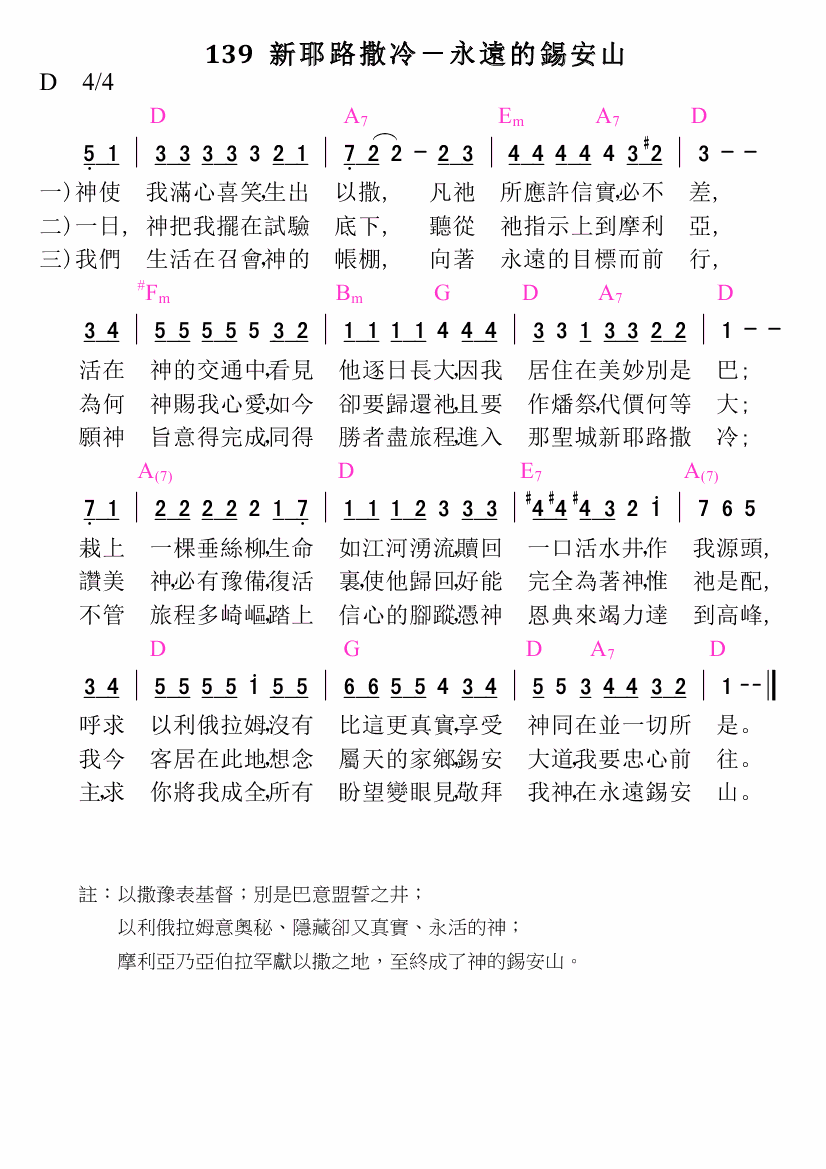 139 新耶路撒冷－永遠的錫安山
D 4/4
D A7 Em A7 D
5 1 | 3 3 3 3 3 2 1 | 7 2 2 - 2 3 | 4 4 4 4 4 3 #2 | 3 - -
一)神使 我滿心喜笑,生出 以撒, 凡祂 所應許信實,必不 差,
二)一日, 神把我擺在試驗 底下, 聽從 祂指示上到摩利 亞,
三)我們 生活在召會,神的 帳棚, 向著 永遠的目標而前 行,
#Fm Bm G D A7 D
3 4 | 5 5 5 5 5 3 2 | 1 1 1 1 4 4 4 | 3 3 1 3 3 2 2 | 1 - -
活在 神的交通中,看見 他逐日長大,因我 居住在美妙別是 巴;
為何 神賜我心愛,如今 卻要歸還祂,且要 作燔祭,代價何等 大;
願神 旨意得完成,同得 勝者盡旅程,進入 那聖城新耶路撒 冷;
A(7) D E7 A(7)
7 1 | 2 2 2 2 2 1 7 | 1 1 1 2 3 3 3 | #4 #4 #4 3 2 1 | 7 6 5
栽上 一棵垂絲柳,生命 如江河湧流,贖回 一口活水井,作 我源頭,
讚美 神,必有豫備,復活 裏,使他歸回,好能 完全為著神,惟 祂是配,
不管 旅程多崎嶇,踏上 信心的腳蹤,憑神 恩典來竭力達 到高峰,
D G D A7 D
3 4 | 5 5 5 5 1 5 5 | 6 6 5 5 4 3 4 | 5 5 3 4 4 3 2 | 1 -- ||
呼求 以利俄拉姆,沒有 比這更真實,享受 神同在並一切所 是。
我今 客居在此地,想念 屬天的家鄉,錫安 大道,我要忠心前 往。
主,求 你將我成全,所有 盼望變眼見,敬拜 我神,在永遠錫安 山。
註：以撒豫表基督；別是巴意盟誓之井；
以利俄拉姆意奧秘、隱藏卻又真實、永活的神；
摩利亞乃亞伯拉罕獻以撒之地，至終成了神的錫安山。